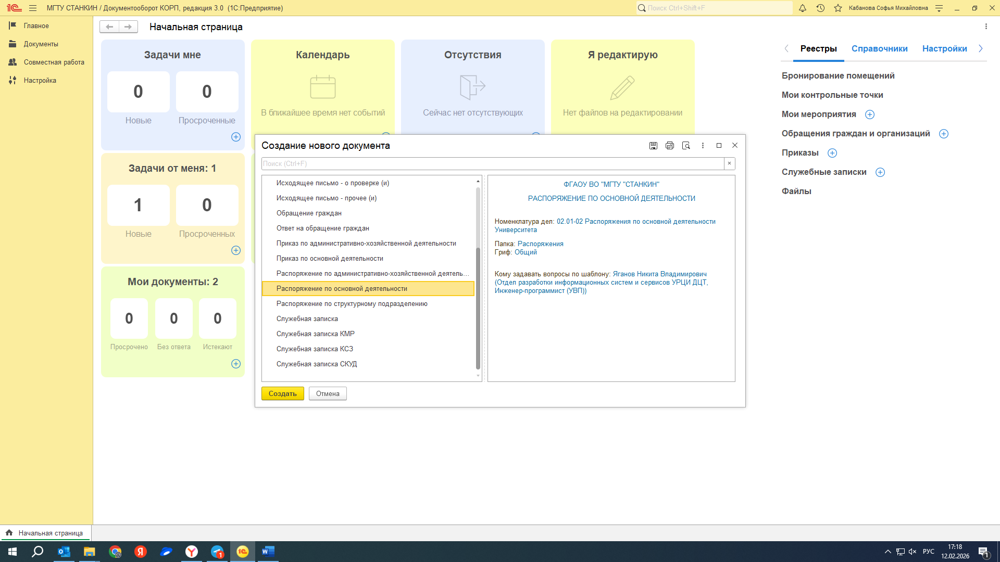 МГТУ СТАНКИН / Документооборот КОРП, редакция 3.0 (1С:Предприятие)
Поиск Ctrl+Shift+F
Кабанова Софья Михайловна
Главное
Документы
Совместная работа
Настройка
Начальная страница
Задачи мне
0
0
Новые
Просроченные
Календарь
В ближайшее время нет событий
Отсутствия
Сейчас нет отсутствующих
Я редактирую
Нет файлов на редактировании
Задачи от меня: 1
1
0
Новые
Просроченных
Мои документы: 2
0
0
0
Просрочено
Без ответа
Истекают
Реестры
Справочники
Настройки
Бронирование помещений
Мои контрольные точки
Мои мероприятия
Обращения граждан и организаций
Приказы
Служебные записки
Файлы
Создание нового документа
Поиск (Ctrl+F)
×
Исходящее письмо - о проверке (и)
Исходящее письмо - прочее (и)
Обращение граждан
Ответ на обращение граждан
Приказ по административно-хозяйственной деятельности
Приказ по основной деятельности
Распоряжение по административно-хозяйственной деятель...
Распоряжение по основной деятельности
Распоряжение по структурному подразделению
Служебная записка
Служебная записка КМР
Служебная записка КСЗ
Служебная записка СКУД
ФГАОУ ВО "МГТУ "СТАНКИН"
РАСПОРЯЖЕНИЕ ПО ОСНОВНОЙ ДЕЯТЕЛЬНОСТИ
Номенклатура дел: 02.01-02 Распоряжения по основной деятельности
Университета
Папка: Распоряжения
Гриф: Общий
Кому задавать вопросы по шаблону: Яганов Никита Владимирович
(Отдел разработки информационных систем и сервисов УРЦИ ДЦТ,
Инженер-программист (УВП))
Создать
Отмена
Начальная страница
1
РУС
17:18
12.02.2026
1